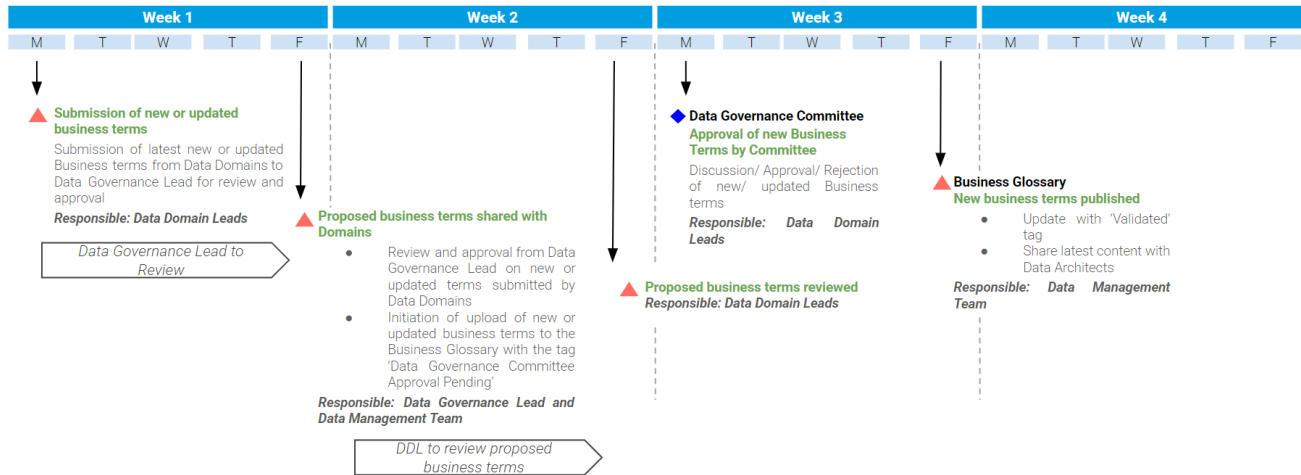 Week 1
Week 2
Week 3
Week 4
M T W T F M T W T F M T W T F M T W T F
Submission of new or updated
business terms
Submission of latest new or updated
Business terms from Data Domains to
Data Governance Lead for review and
approval
Responsible: Data Domain Leads
Data Governance Lead to
Review
Proposed business terms shared with
Domains
● Review and approval from Data
Governance Lead on new or
updated terms submitted by
Data Domains
● Initiation of upload of new or
updated business terms to the
Business Glossary with the tag
‘Data Governance Committee
Approval Pending’
Responsible: Data Governance Lead and
Data Management Team
DDL to review proposed
business terms
Proposed business terms reviewed
Responsible: Data Domain Leads
Data Governance Committee
Approval of new Business
Terms by Committee
Discussion/ Approval/ Rejection
of new/ updated Business
terms
Responsible: Data Domain
Leads
Business Glossary
New business terms published
● Update with ‘Validated’
tag
● Share latest content with
Data Architects
Responsible: Data Management
Team